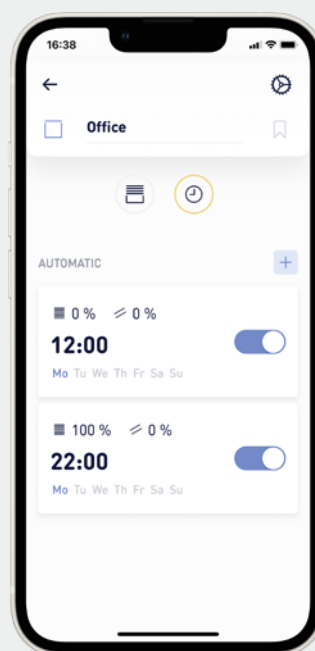 16:38
Office
AUTOMATIC
0 % 0 %
12:00
Mo Tu We Th Fr Sa Su
100 % 0 %
22:00
Mo Tu We Th Fr Sa Su